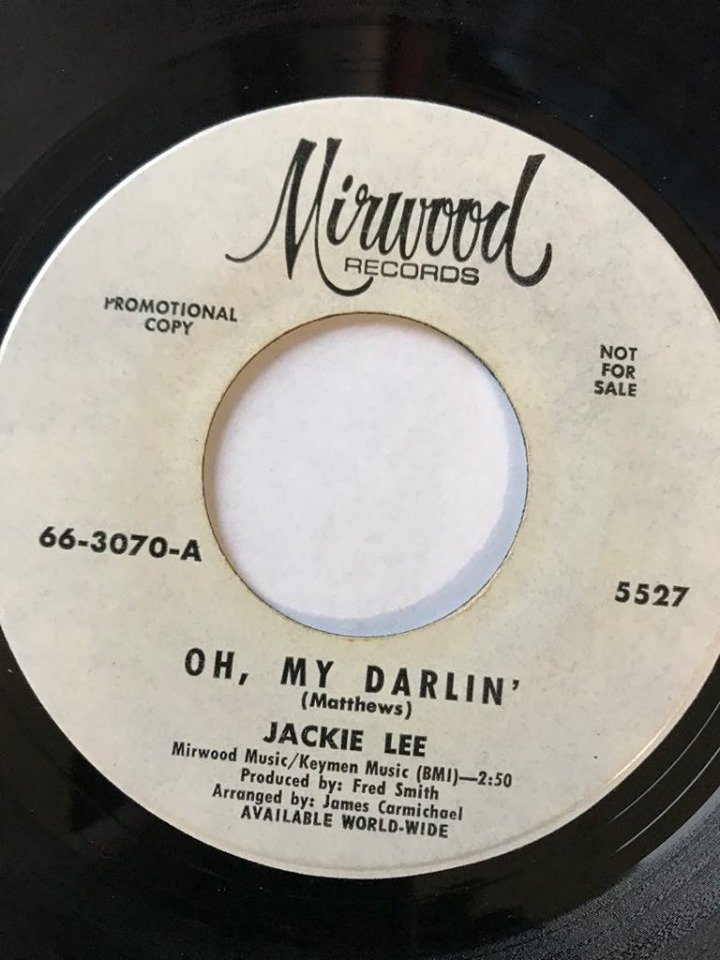 Mirwood
RECORDS
PROMOTIONAL
COPY
NOT
FOR
SALE
66-3070-A
5527
OH, MY DARLIN'
(Matthews)
JACKIE LEE
Mirwood Music/Keymen Music (BMI)—2:50
Produced by: Fred Smith
Arranged by: James Carmichael
AVAILABLE WORLD-WIDE